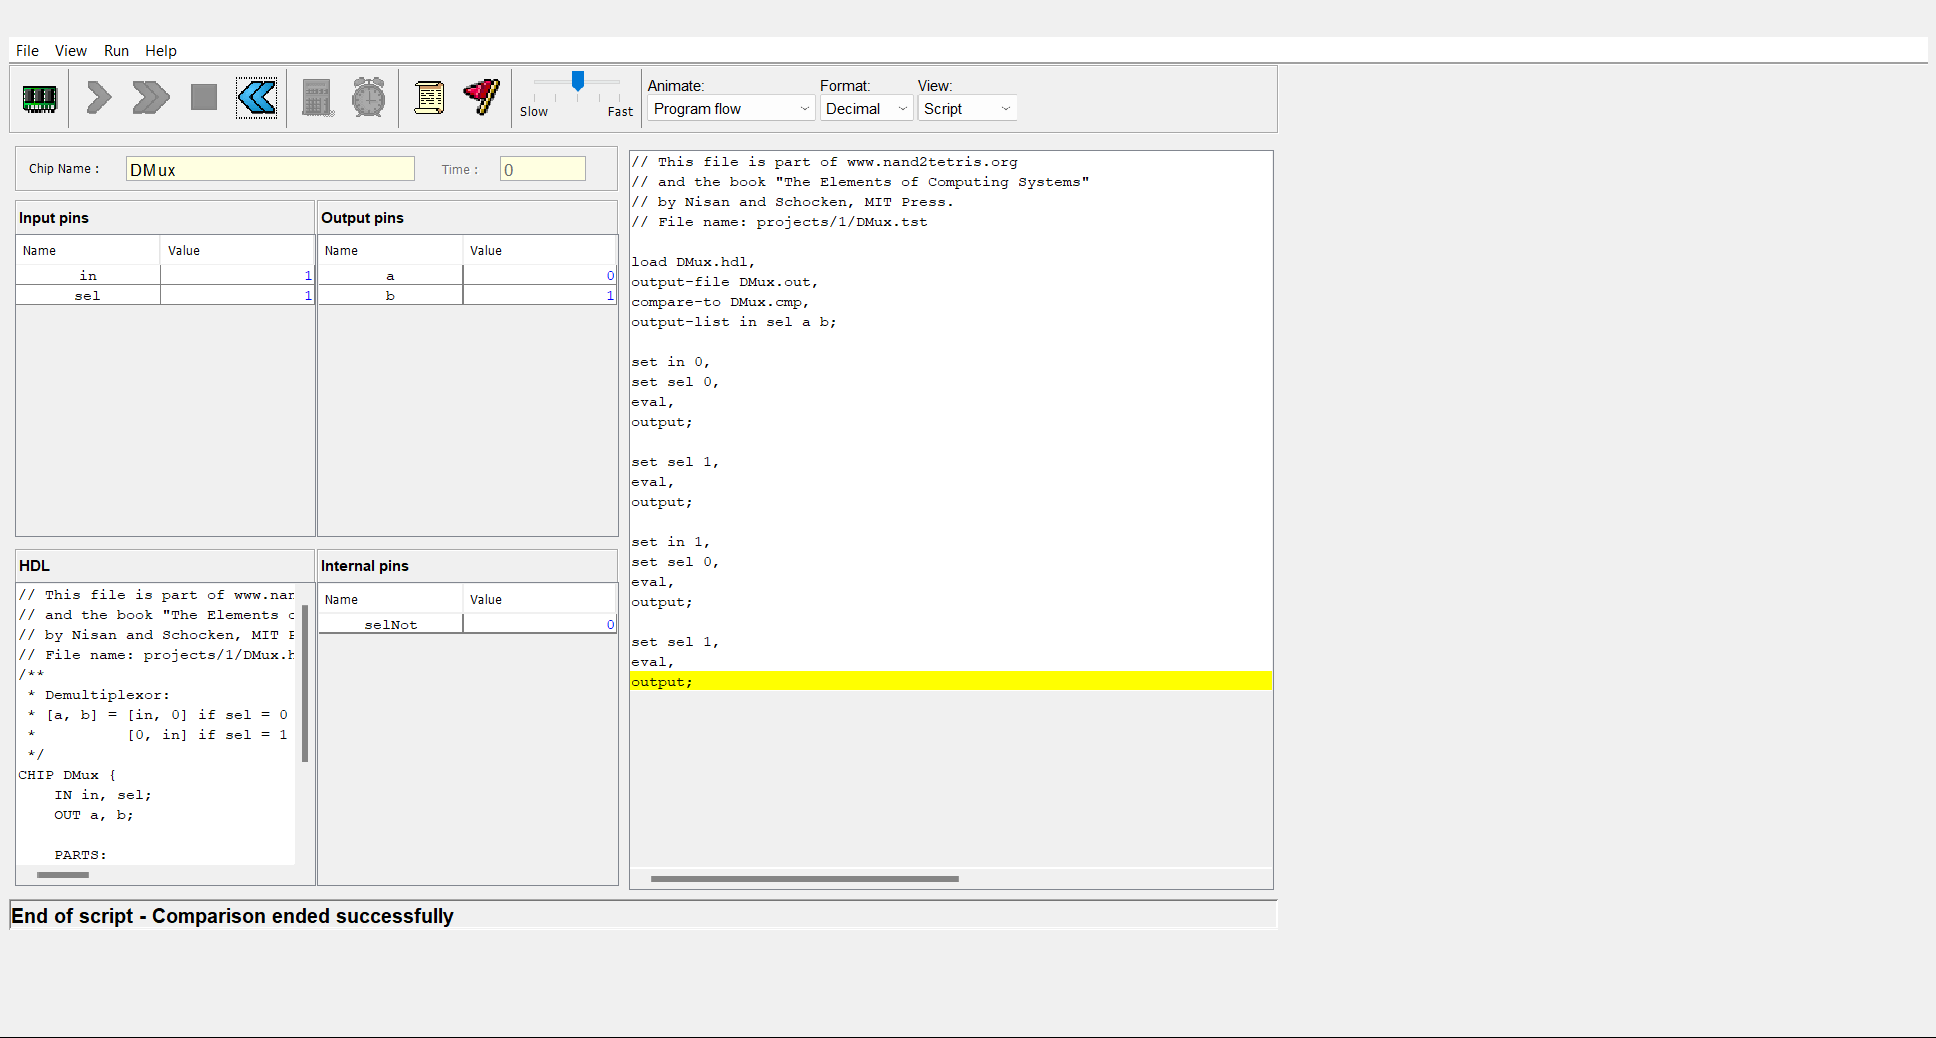 File View Run Help
Animate: Format: View:
Slow Fast Program flow Decimal Script
Chip Name : DMux Time : 0
Input pins
Name Value
in 1
sel 1
Output pins
Name Value
a 0
b 1
HDL
// This file is part of www.nan
// and the book "The Elements
// by Nisan and Schocken, MIT
// File name: projects/1/DMux.h
/**
* Demultiplexor:
* [a, b] = [in, 0] if sel = 0
* [0, in] if sel = 1
*/
CHIP DMux {
IN in, sel;
OUT a, b;
PARTS:
Internal pins
Name Value
selNot 0
// This file is part of www.nand2tetris.org
// and the book "The Elements of Computing Systems"
// by Nisan and Schocken, MIT Press.
// File name: projects/1/DMux.tst
load DMux.hdl,
output-file DMux.out,
compare-to DMux.cmp,
output-list in sel a b;
set in 0,
set sel 0,
eval,
output;
set sel 1,
eval,
output;
set in 1,
set sel 0,
eval,
output;
set sel 1,
eval,
output;
End of script - Comparison ended successfully